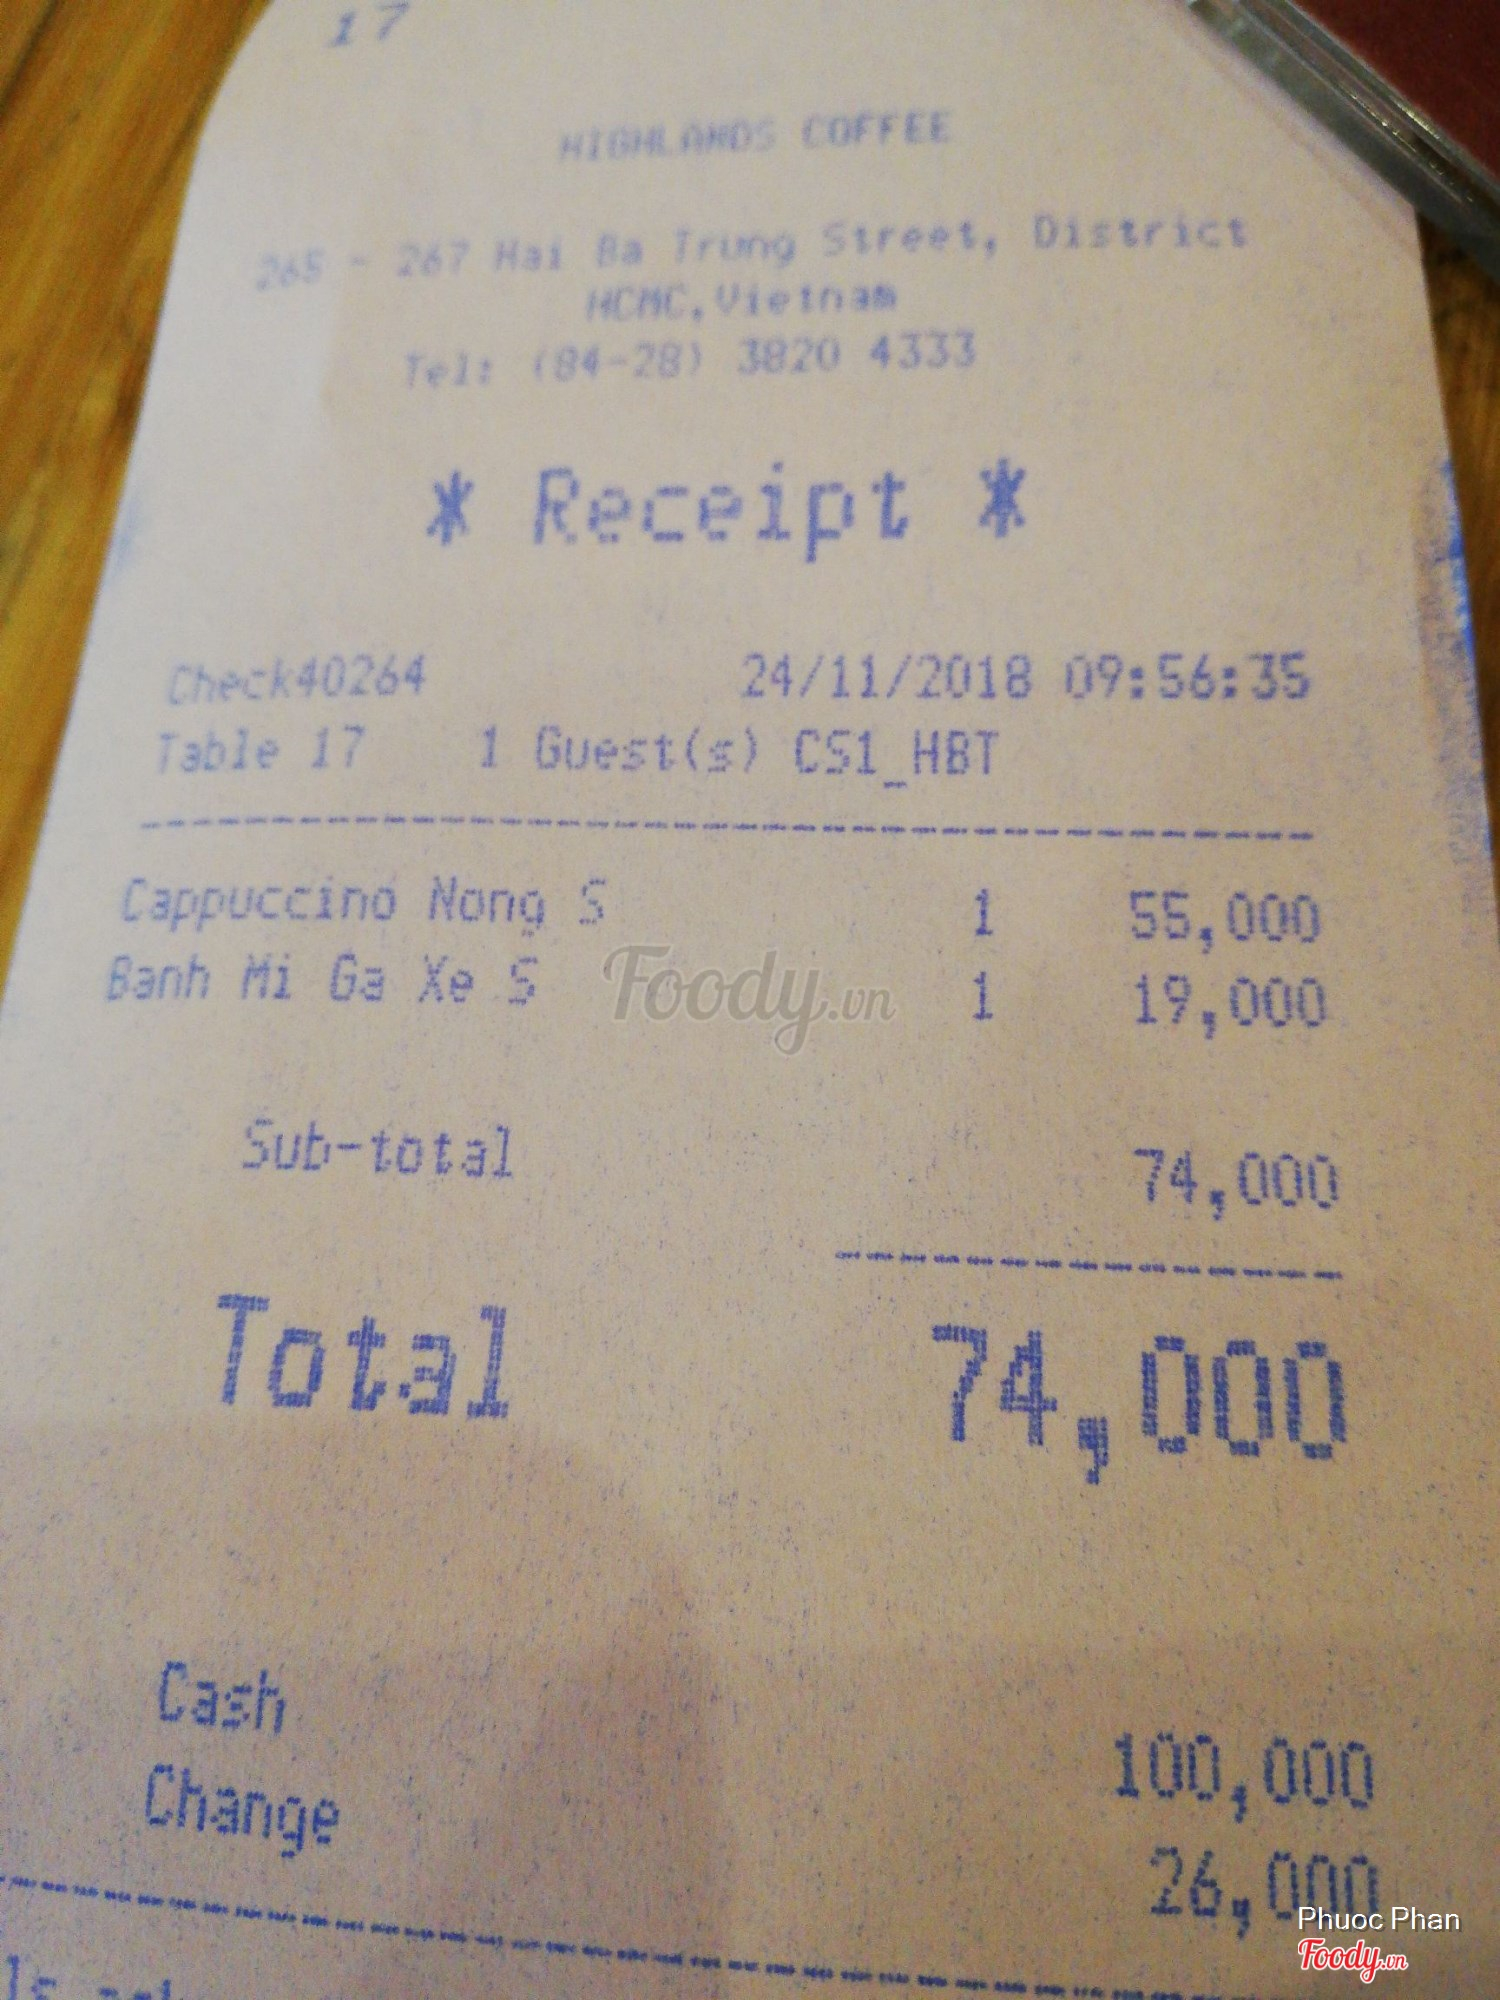 17
HIGHLANDS COFFEE
265 - 267 Hai Ba Trung Street, District
HCMC,Vietnam
Tel: (84-28) 3820 4333
* Receipt *
Check40264 24/11/2018 09:56:35
Table 17 1 Guest(s) CS1_HBT
Cappuccino Nong S 1 55,000
Banh Mi Ga Xe S 1 19,000
Foody.vn
Sub-total 74,000
Total 74,000
Cash 100,000
Change 26,000
Phuoc Phan
Foody.vn